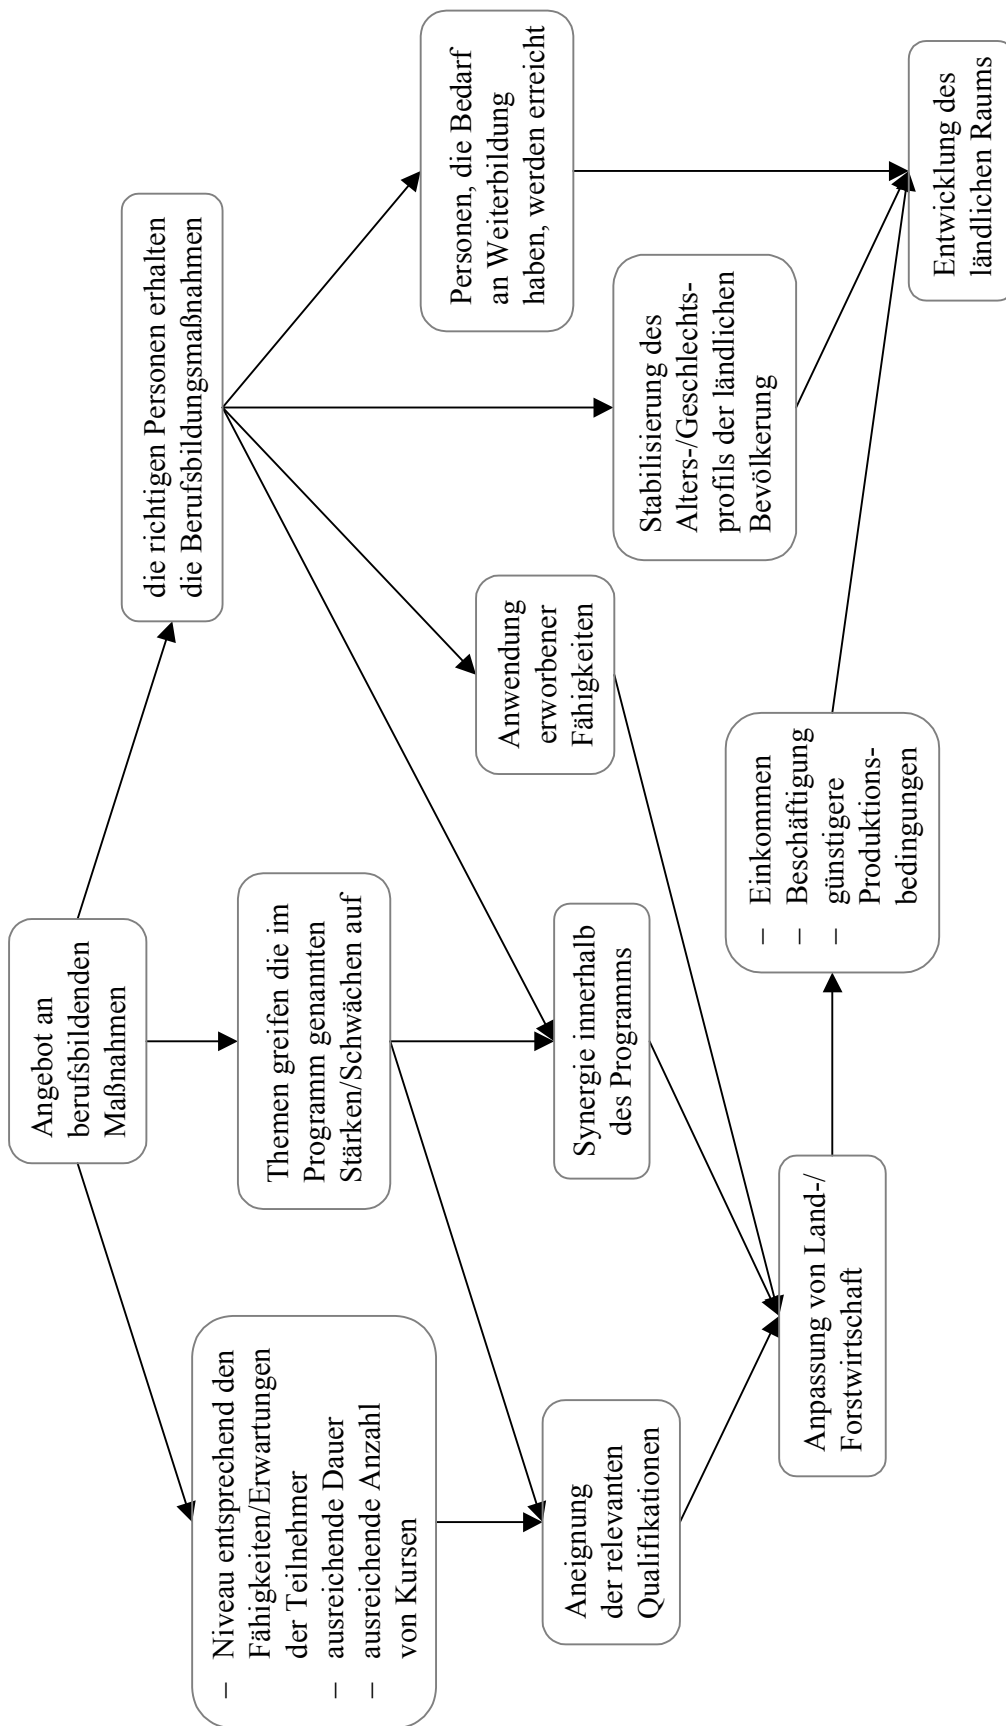 Angebot an
berufsbildenden
Maßnahmen
– Niveau entsprechend den
Fähigkeiten/Erwartungen
der Teilnehmer
– ausreichende Dauer
– ausreichende Anzahl
von Kursen
Themen greifen die im
Programm genannten
Stärken/Schwächen auf
die richtigen Personen erhalten
die Berufsbildungsmaßnahmen
Aneignung
der relevanten
Qualifikationen
Synergie innerhalb
des Programms
Anwendung
erworbener
Fähigkeiten
Stabilisierung des
Alters-/Geschlechts-
profils der ländlichen
Bevölkerung
Personen, die Bedarf
an Weiterbildung
haben, werden erreicht
Anpassung von Land-/
Forstwirtschaft
– Einkommen
– Beschäftigung
– günstigere
Produktions-
bedingungen
Entwicklung des
ländlichen Raums